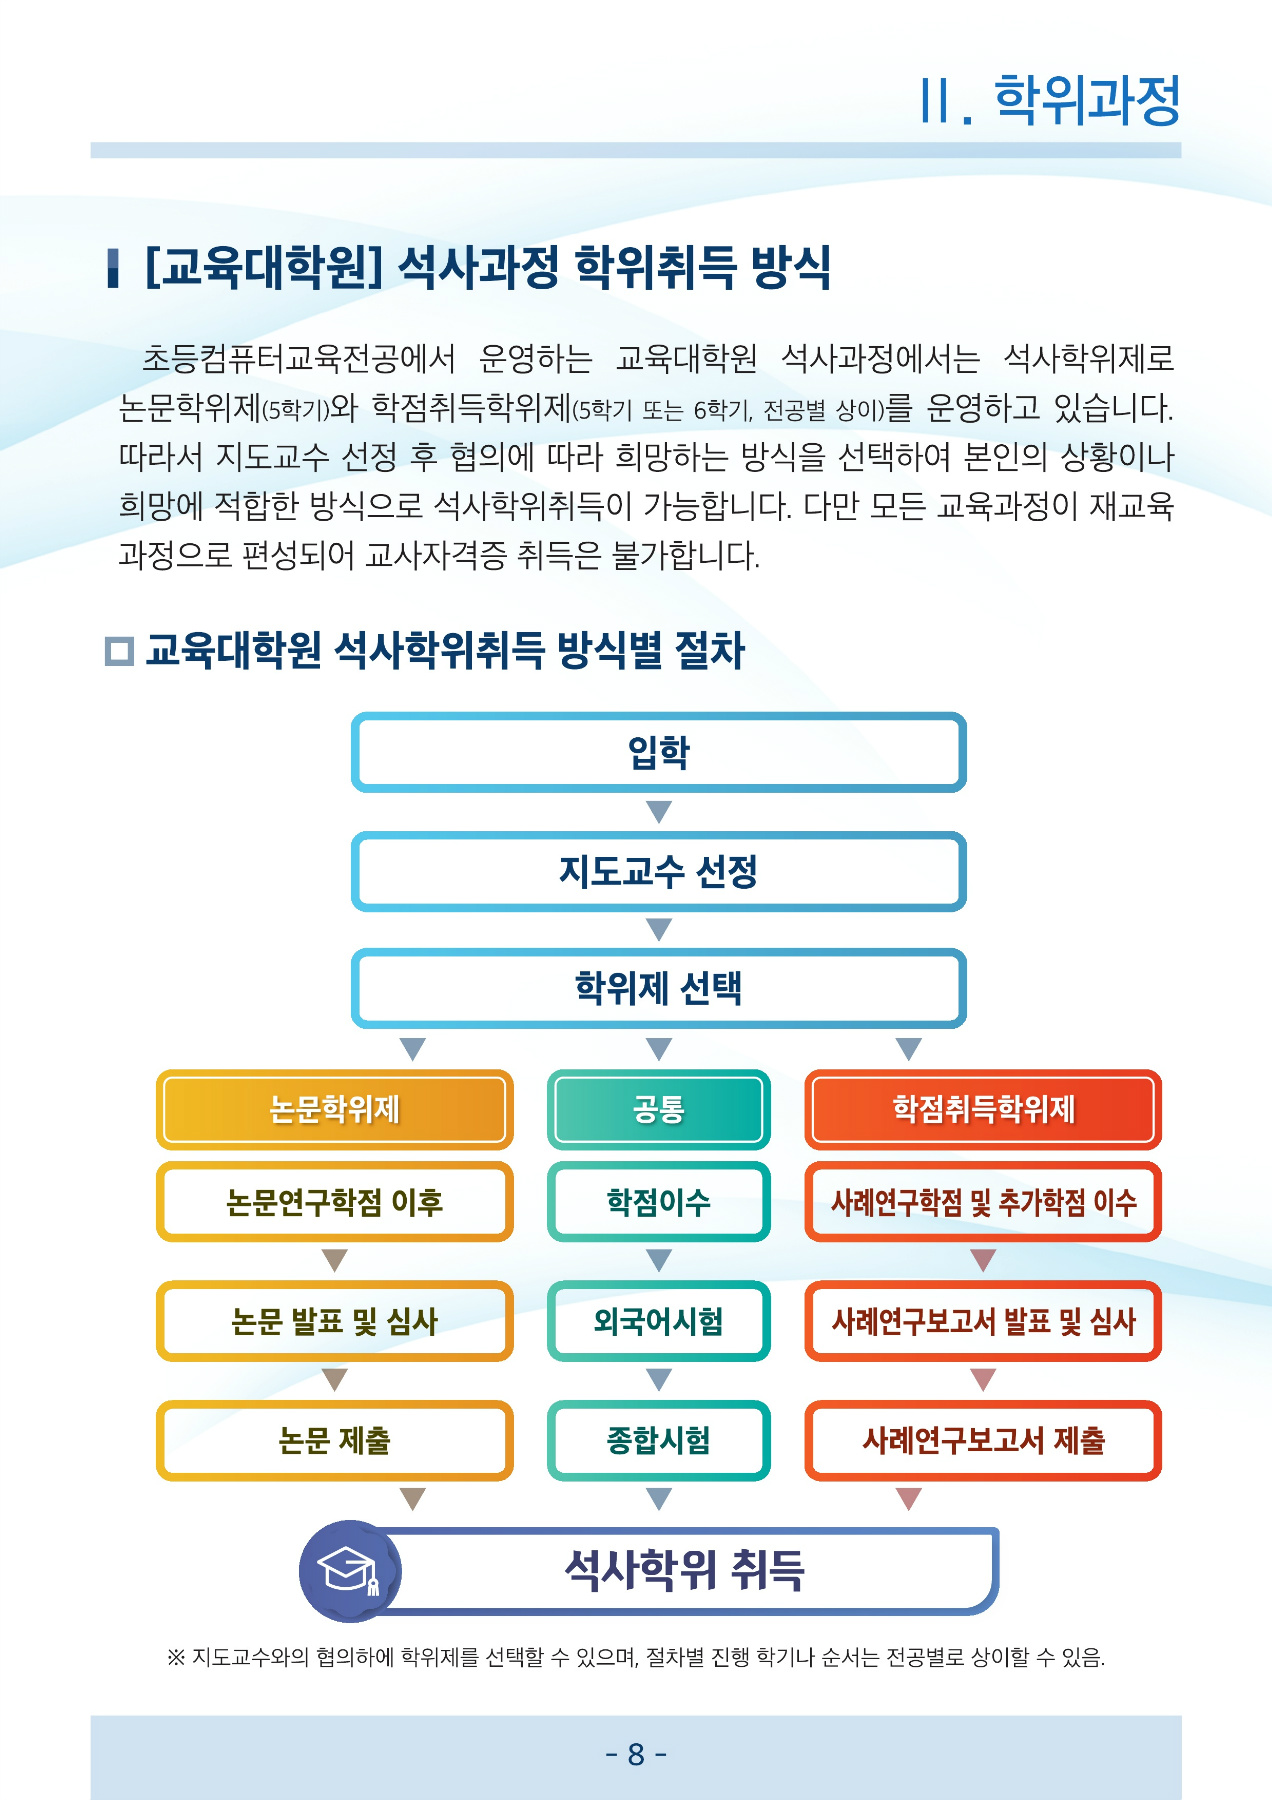 Ⅱ. 학위과정
[교육대학원] 석사과정 학위취득 방식
초등컴퓨터교육전공에서 운영하는 교육대학원 석사과정에서는 석사학위제로
논문학위제(5학기)와 학점취득학위제(5학기 또는 6학기, 전공별 상이)를 운영하고 있습니다.
따라서 지도교수 선정 후 협의에 따라 희망하는 방식을 선택하여 본인의 상황이나
희망에 적합한 방식으로 석사학위취득이 가능합니다. 다만 모든 교육과정이 재교육
과정으로 편성되어 교사자격증 취득은 불가합니다.
교육대학원 석사학위취득 방식별 절차
입학
지도교수 선정
학위제 선택
논문학위제
공통
학점취득학위제
논문연구학점 이후
학점이수
사례연구학점 및 추가학점 이수
논문 발표 및 심사
외국어시험
사례연구보고서 발표 및 심사
논문 제출
종합시험
사례연구보고서 제출
석사학위 취득
※ 지도교수와의 협의하에 학위제를 선택할 수 있으며, 절차별 진행 학기나 순서는 전공별로 상이할 수 있음.
- 8 -